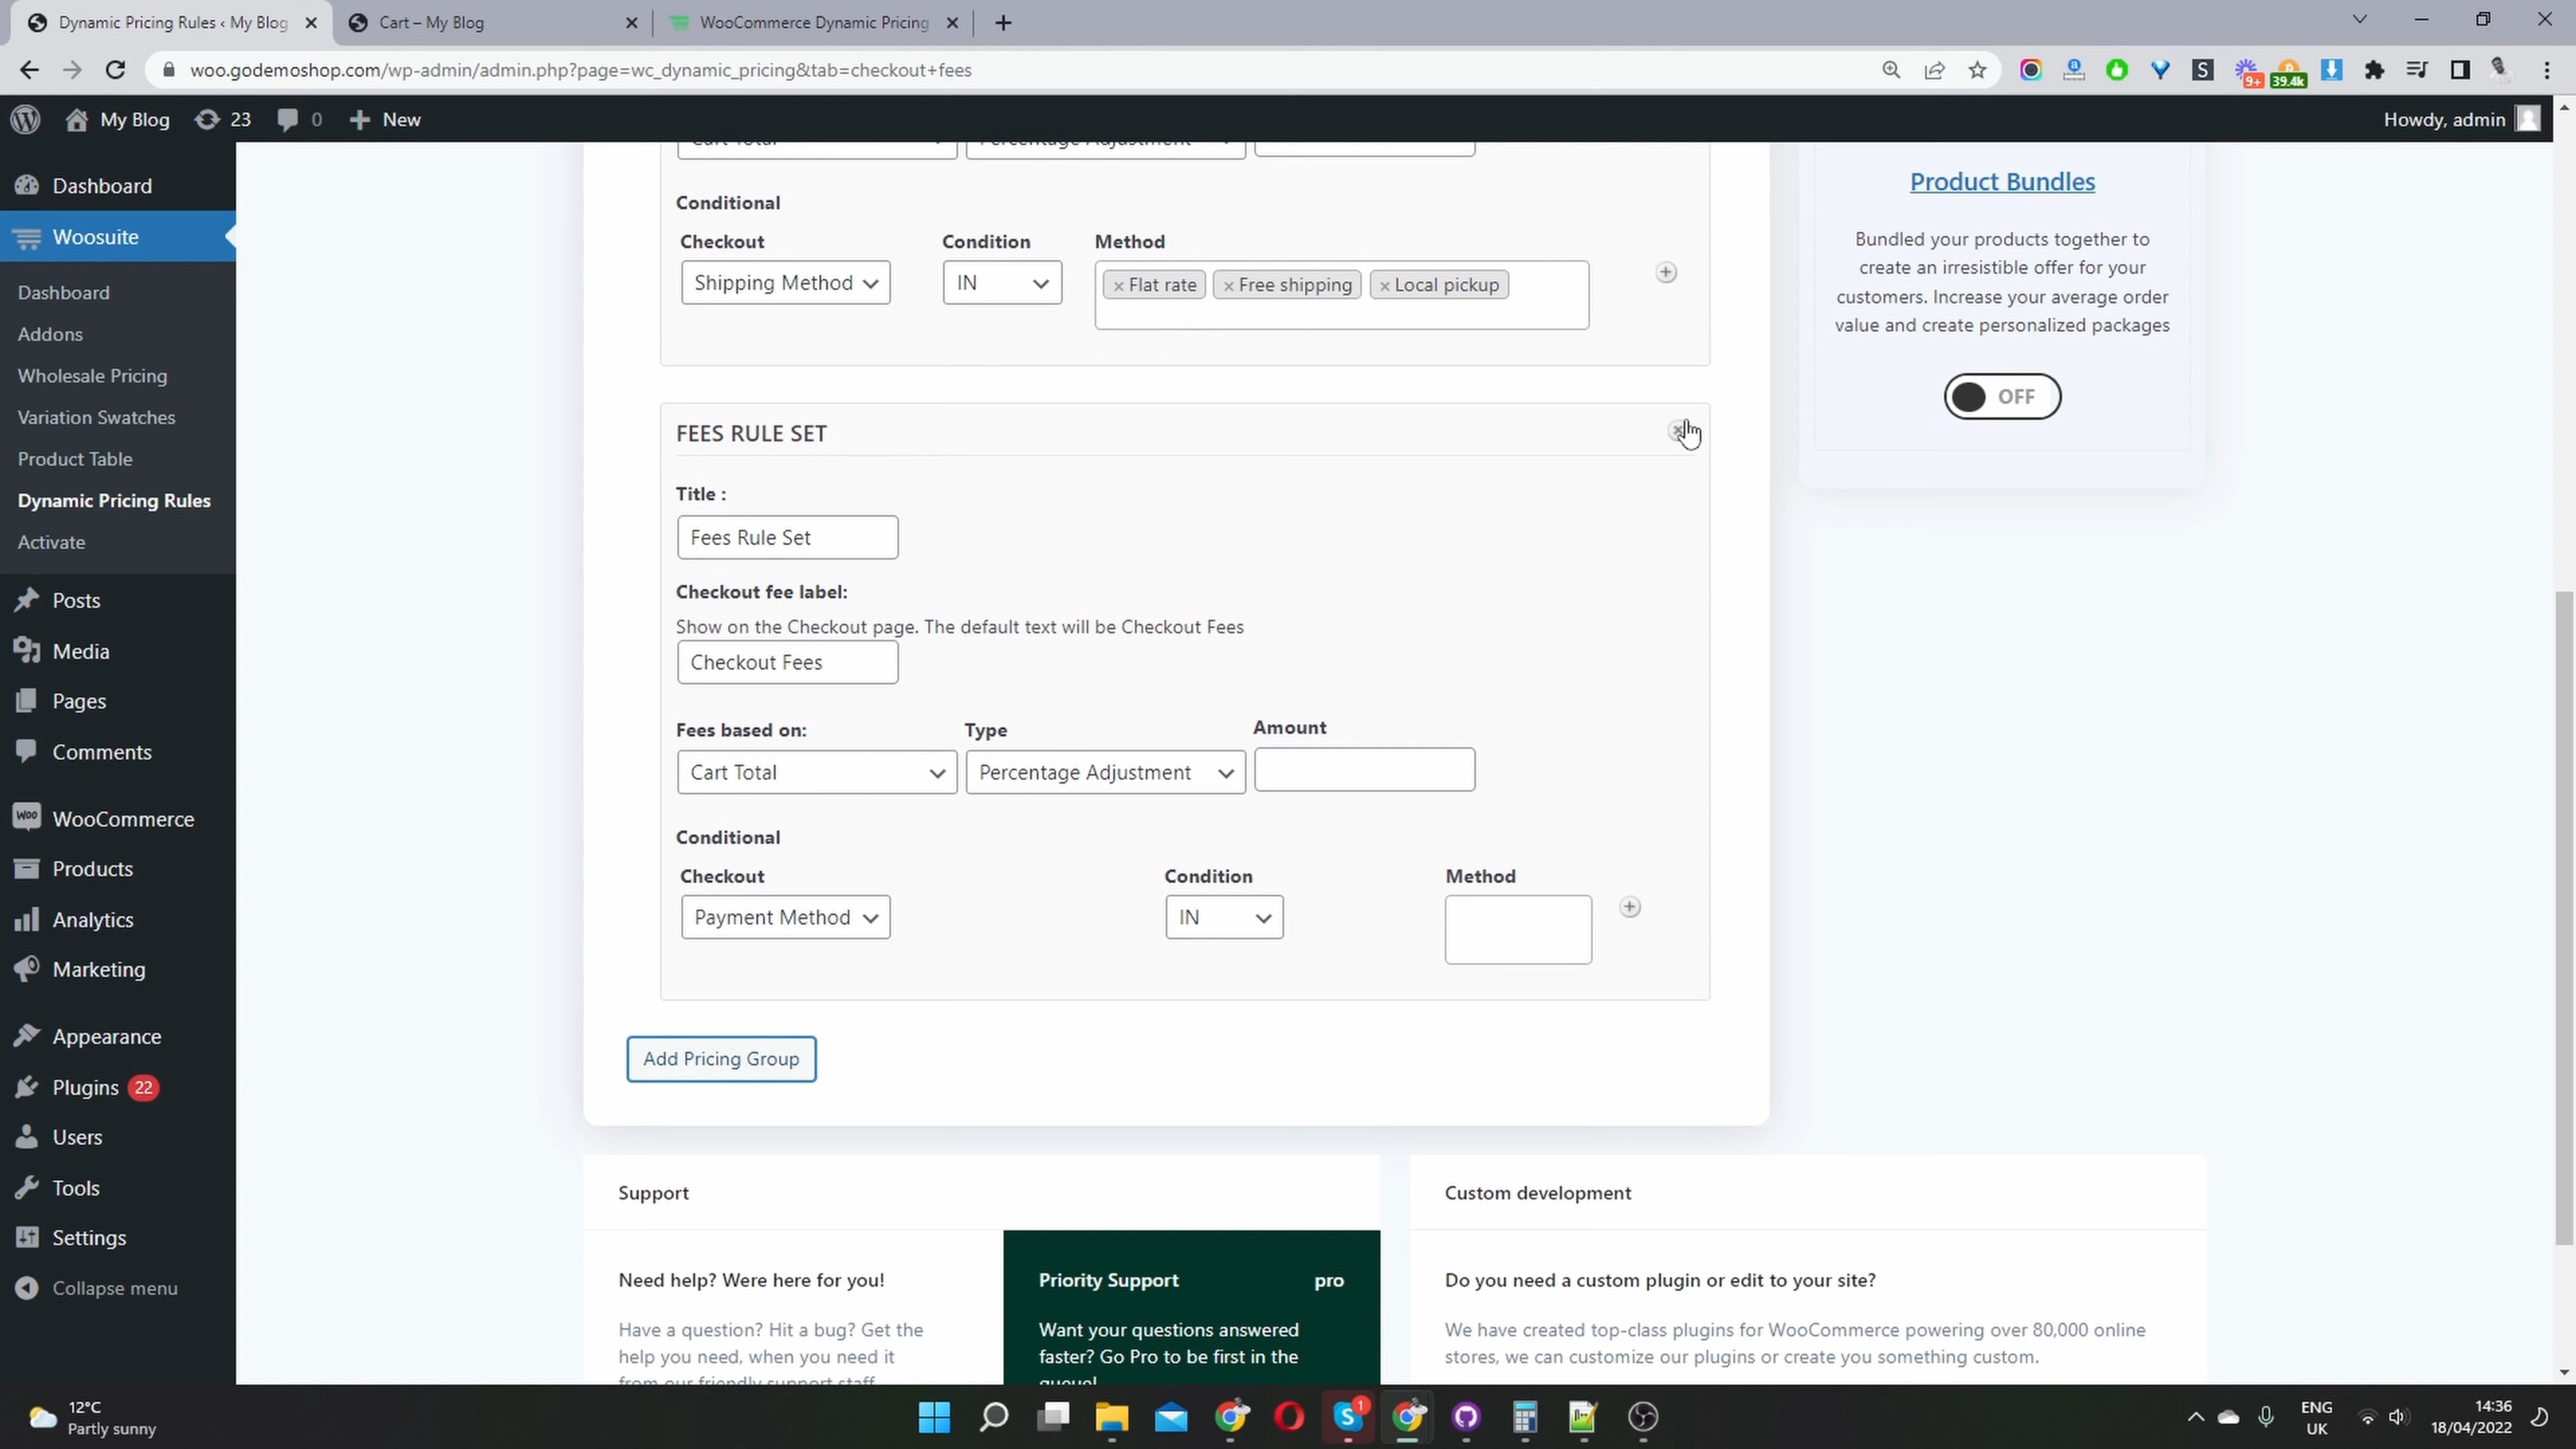 Dynamic Pricing Rules ‹ My Blog
Cart – My Blog
WooCommerce Dynamic Pricing
woo.godemoshop.com/wp-admin/admin.php?page=wc_dynamic_pricing&tab=checkout+fees
9+
39.4k
My Blog
23
0
New
Howdy, admin
Dashboard
Woosuite
Dashboard
Addons
Wholesale Pricing
Variation Swatches
Product Table
Dynamic Pricing Rules
Activate
Posts
Media
Pages
Comments
WooCommerce
Products
Analytics
Marketing
Appearance
Plugins 22
Users
Tools
Settings
Collapse menu
Cart Total
Percentage Adjustment
Conditional
Checkout Condition Method
Shipping Method IN × Flat rate × Free shipping × Local pickup
FEES RULE SET
Title :
Fees Rule Set
Checkout fee label:
Show on the Checkout page. The default text will be Checkout Fees
Checkout Fees
Fees based on: Type Amount
Cart Total Percentage Adjustment
Conditional
Checkout Condition Method
Payment Method IN
Add Pricing Group
Product Bundles
Bundled your products together to
create an irresistible offer for your
customers. Increase your average order
value and create personalized packages
OFF
Support
Need help? Were here for you!
Have a question? Hit a bug? Get the
help you need, when you need it
from our friendly support staff
Priority Support pro
Want your questions answered
faster? Go Pro to be first in the
queue!
Custom development
Do you need a custom plugin or edit to your site?
We have created top-class plugins for WooCommerce powering over 80,000 online
stores, we can customize our plugins or create you something custom.
12°C
Partly sunny
1
ENG
UK
14:36
18/04/2022